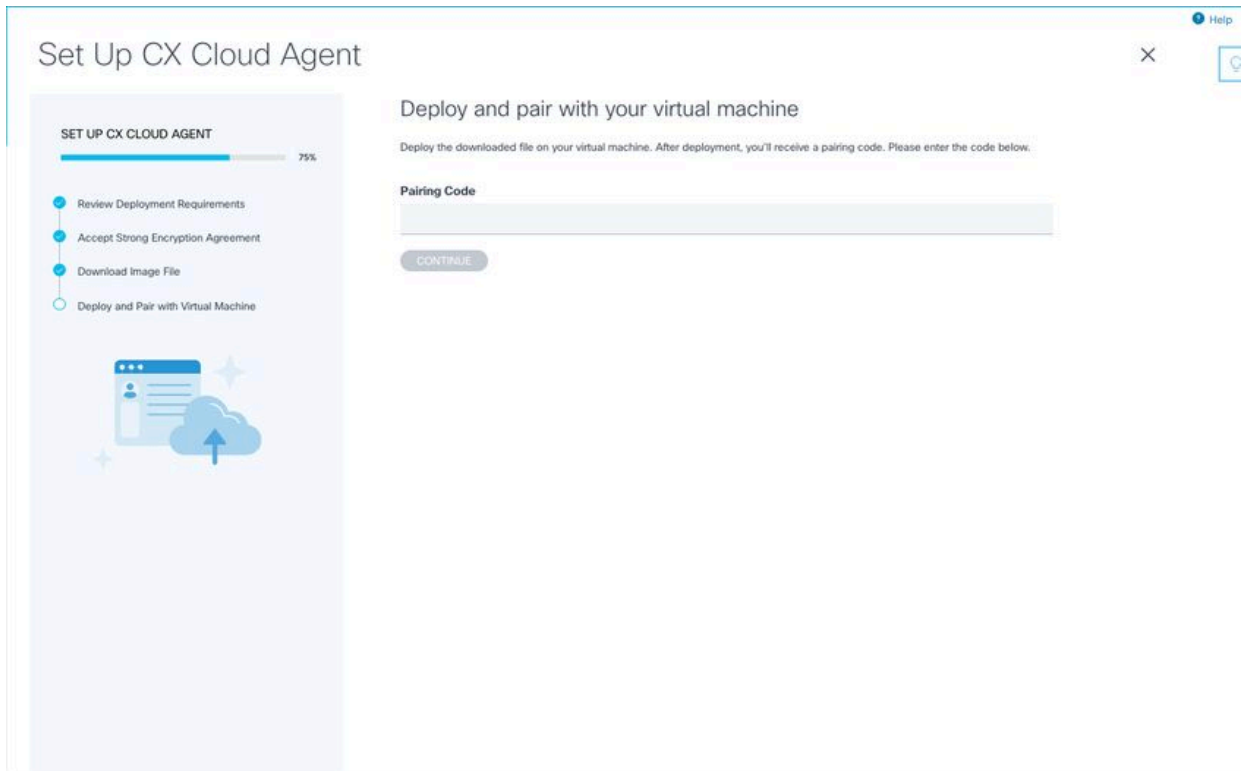 Help
Set Up CX Cloud Agent
SET UP CX CLOUD AGENT
75%
Review Deployment Requirements
Accept Strong Encryption Agreement
Download Image File
Deploy and Pair with Virtual Machine
Deploy and pair with your virtual machine
Deploy the downloaded file on your virtual machine. After deployment, you'll receive a pairing code. Please enter the code below.
Pairing Code
CONTINUE